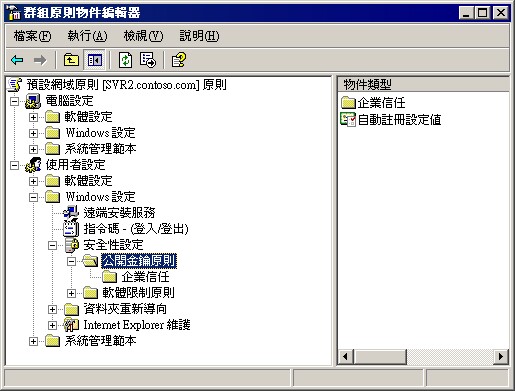 群組原則物件編輯器
檔案(F) 執行(A) 檢視(V) 說明(H)
預設網域原則 [SVR2.contoso.com] 原則
電腦設定
軟體設定
Windows 設定
系統管理範本
使用者設定
軟體設定
Windows 設定
遠端安裝服務
指令碼 - (登入/登出)
安全性設定
公開金鑰原則
企業信任
軟體限制原則
資料夾重新導向
Internet Explorer 維護
系統管理範本
物件類型
企業信任
自動註冊設定值